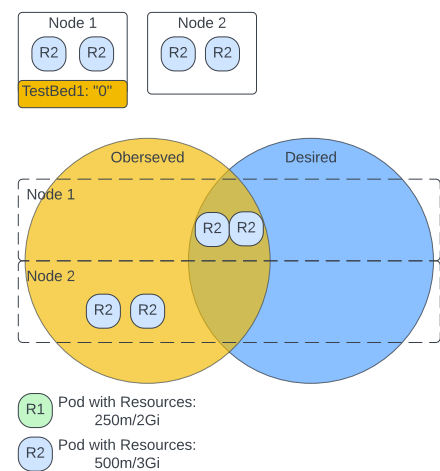 Node 1
Node 2
R2
R2
R2
R2
TestBed1: "0"
Oberseved
Desired
Node 1
R2
R2
Node 2
R2
R2
R1
Pod with Resources:
250m/2Gi
R2
Pod with Resources:
500m/3Gi